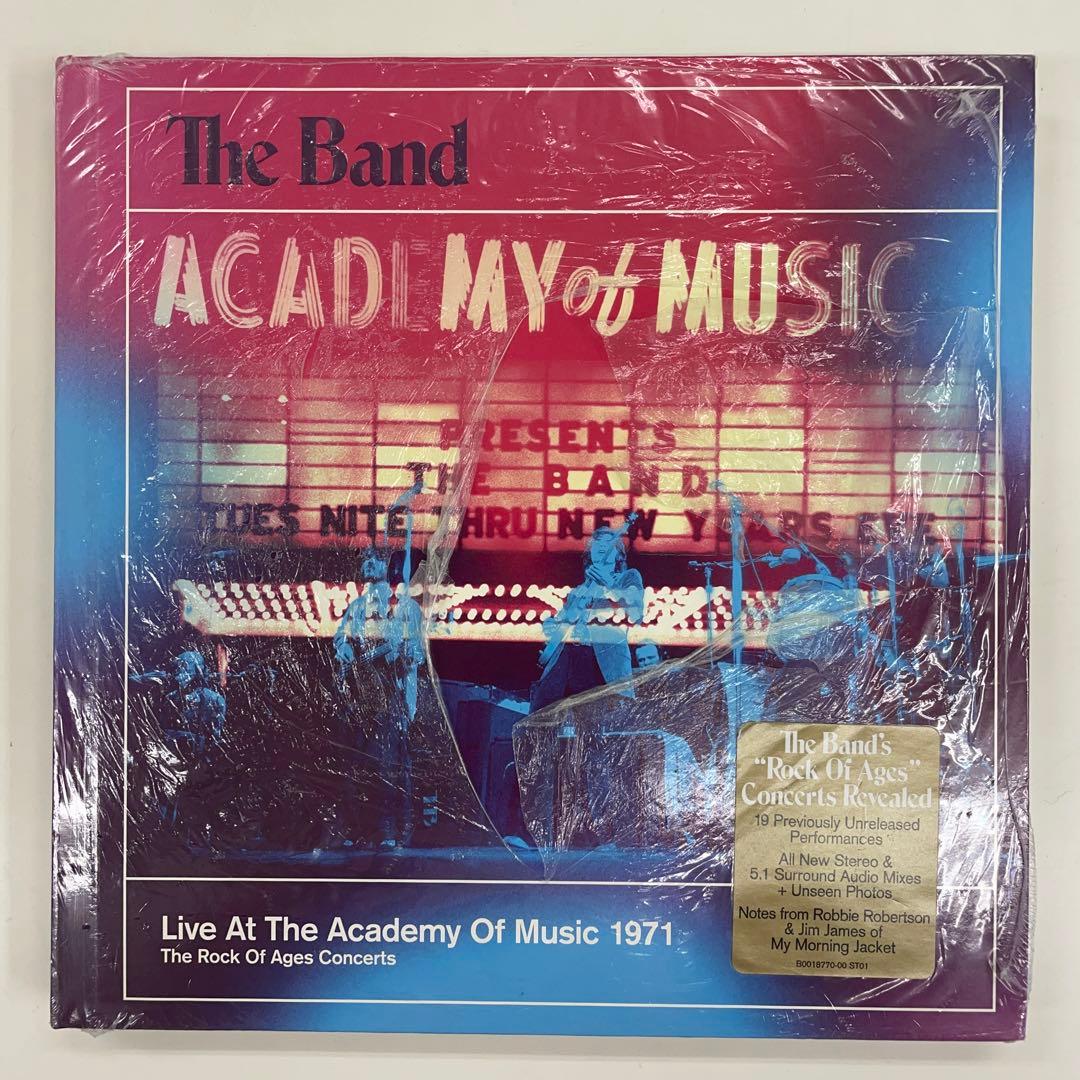 The Band
ACADEMY of MUSIC
PRESENTS
THE BAND
TUES NITE THRU NEW YEARS EVE
The Band's
"Rock Of Ages"
Concerts Revealed
19 Previously Unreleased
Performances
All New Stereo &
5.1 Surround Audio Mixes
+ Unseen Photos
Notes from Robbie Robertson
& Jim James of
My Morning Jacket
B0018770-00 ST01
Live At The Academy Of Music 1971
The Rock Of Ages Concerts